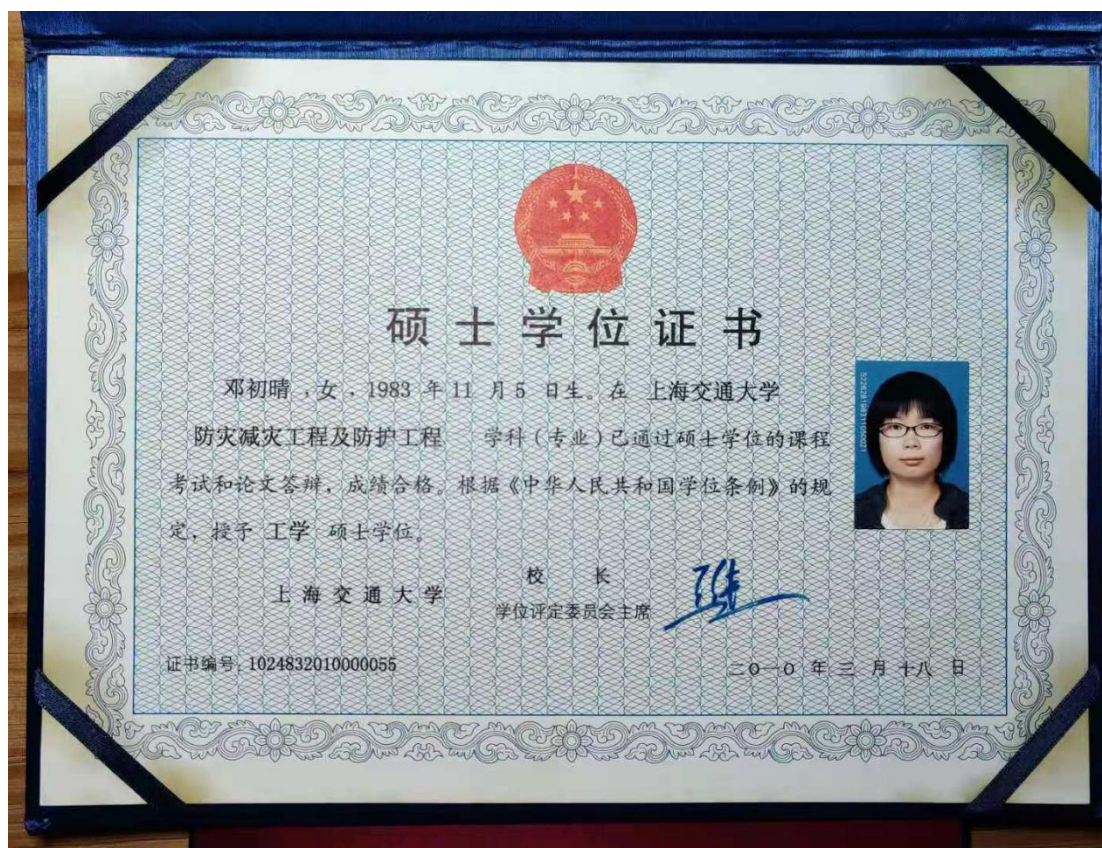 硕士学位证书
邓初晴,女,1983年11月5日生。在 上海交通大学
防灾减灾工程及防护工程 学科(专业)已通过硕士学位的课程
考试和论文答辩,成绩合格。根据《中华人民共和国学位条例》的规
定,授予 工学 硕士学位。
上海交通大学
校长
学位评定委员会主席
证书编号:1024832010000055
二〇一〇年三月十八日